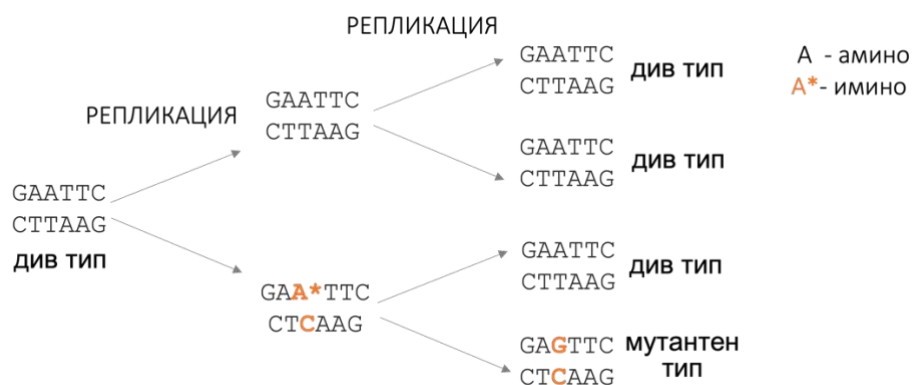 РЕПЛИКАЦИЯ
GAATTC
CTTAAG
див тип
A - амино
A*- имино
РЕПЛИКАЦИЯ
GAATTC
CTTAAG
GAATTC
CTTAAG
див тип
GAATTC
CTTAAG
див тип
GAATTC
CTTAAG
див тип
GAA*TTC
CTCAAG
GAGTTC
CTCAAG
мутантен
тип